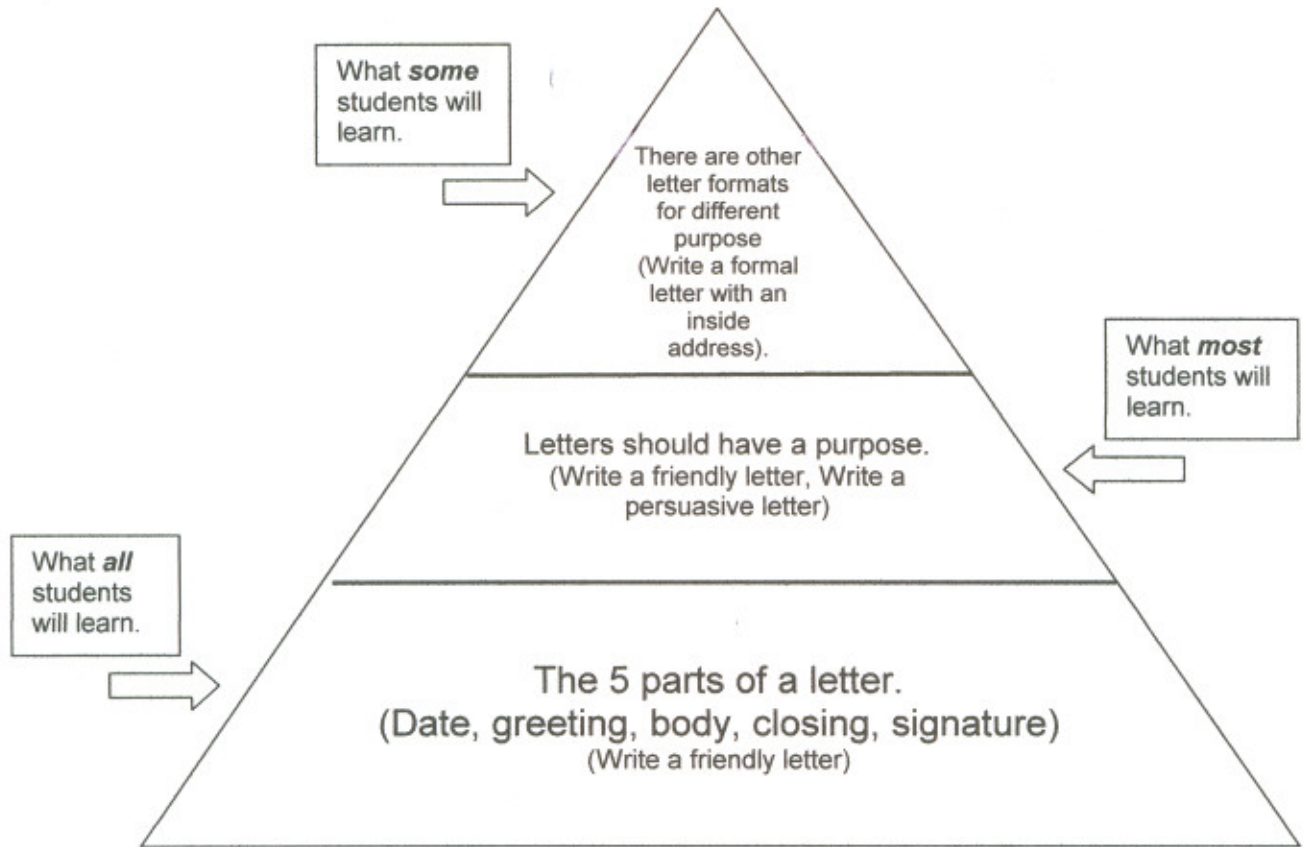 What some
students will
learn.
There are other
letter formats
for different
purpose
(Write a formal
letter with an
inside
address).
What most
students will
learn.
Letters should have a purpose.
(Write a friendly letter, Write a
persuasive letter)
What all
students
will learn.
The 5 parts of a letter.
(Date, greeting, body, closing, signature)
(Write a friendly letter)